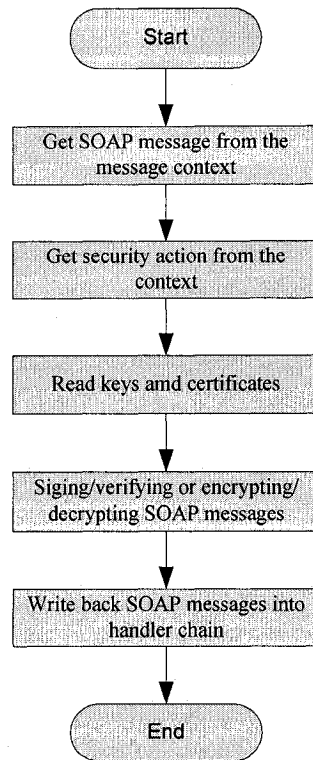 Start
Get SOAP message from the
message context
Get security action from the
context
Read keys amd certificates
Siging/verifying or encrypting/
decrypting SOAP messages
Write back SOAP messages into
handler chain
End